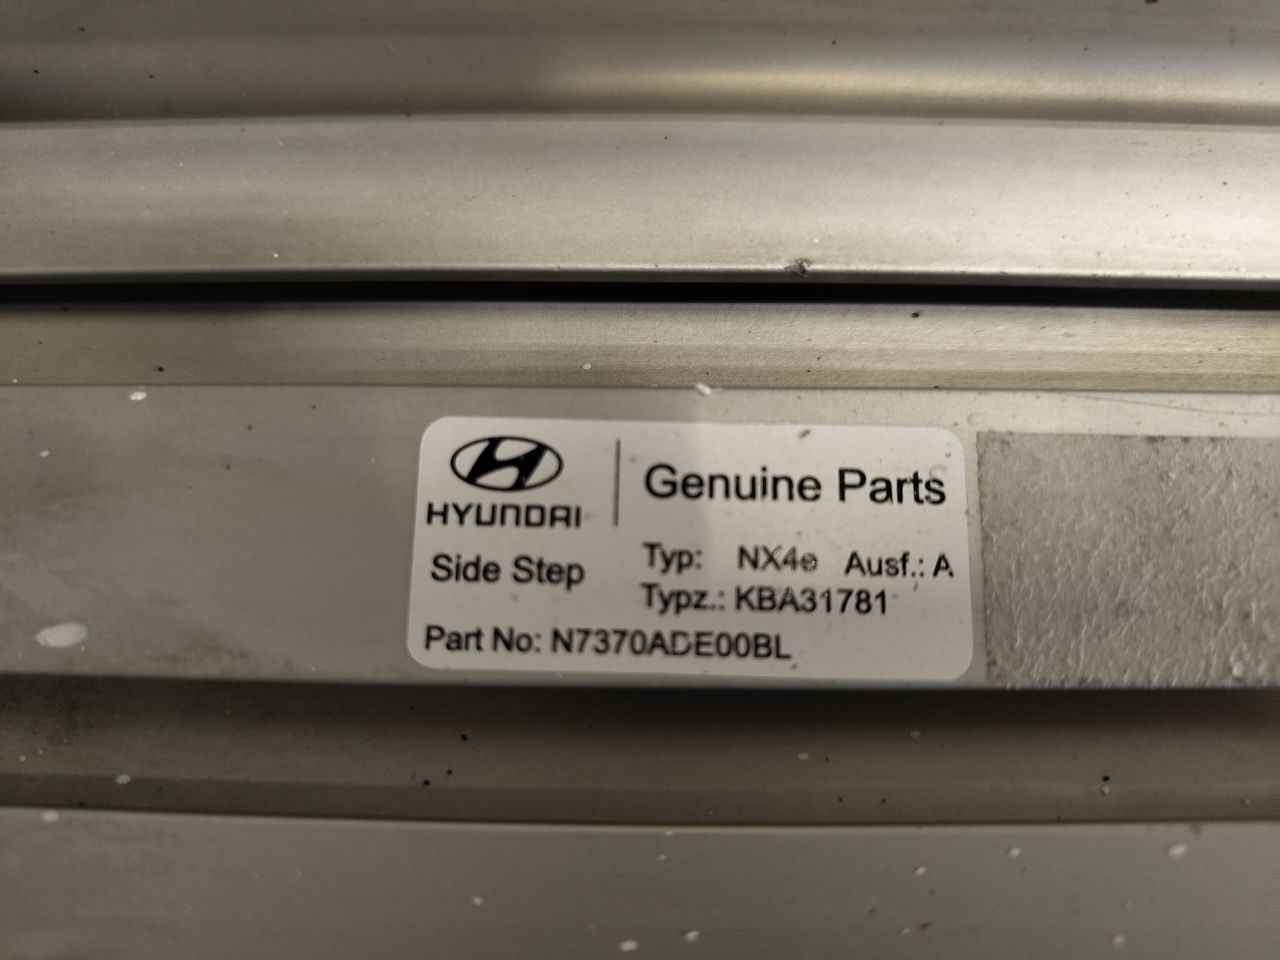 HYUNDAI
Genuine Parts
Side Step
Typ: NX4e Ausf.: A
Typz.: KBA31781
Part No: N7370ADE00BL